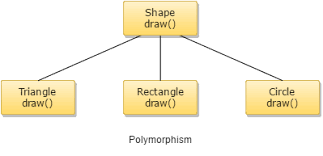 Shape
draw()
Triangle
draw()
Rectangle
draw()
Circle
draw()
Polymorphism